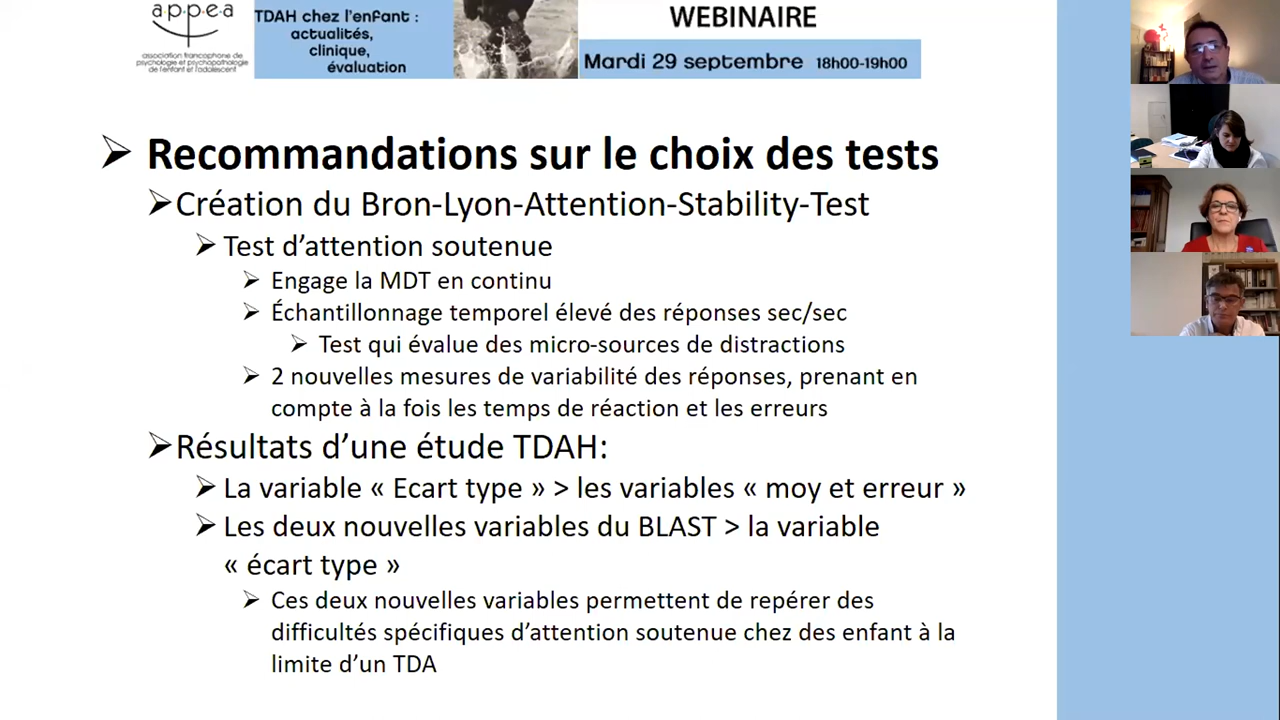 a·p·p·e·a
association francophone de
psychologie et psychopathologie
de l'enfant et l'adolescent
TDAH chez l'enfant :
actualités,
clinique,
évaluation
WEBINAIRE
Mardi 29 septembre 18h00-19h00
➢ Recommandations sur le choix des tests
➢Création du Bron-Lyon-Attention-Stability-Test
➢ Test d'attention soutenue
➢ Engage la MDT en continu
➢ Échantillonnage temporel élevé des réponses sec/sec
➢ Test qui évalue des micro-sources de distractions
➢ 2 nouvelles mesures de variabilité des réponses, prenant en
compte à la fois les temps de réaction et les erreurs
➢Résultats d'une étude TDAH:
➢ La variable « Ecart type » > les variables « moy et erreur »
➢ Les deux nouvelles variables du BLAST > la variable
« écart type »
➢ Ces deux nouvelles variables permettent de repérer des
difficultés spécifiques d'attention soutenue chez des enfant à la
limite d'un TDA